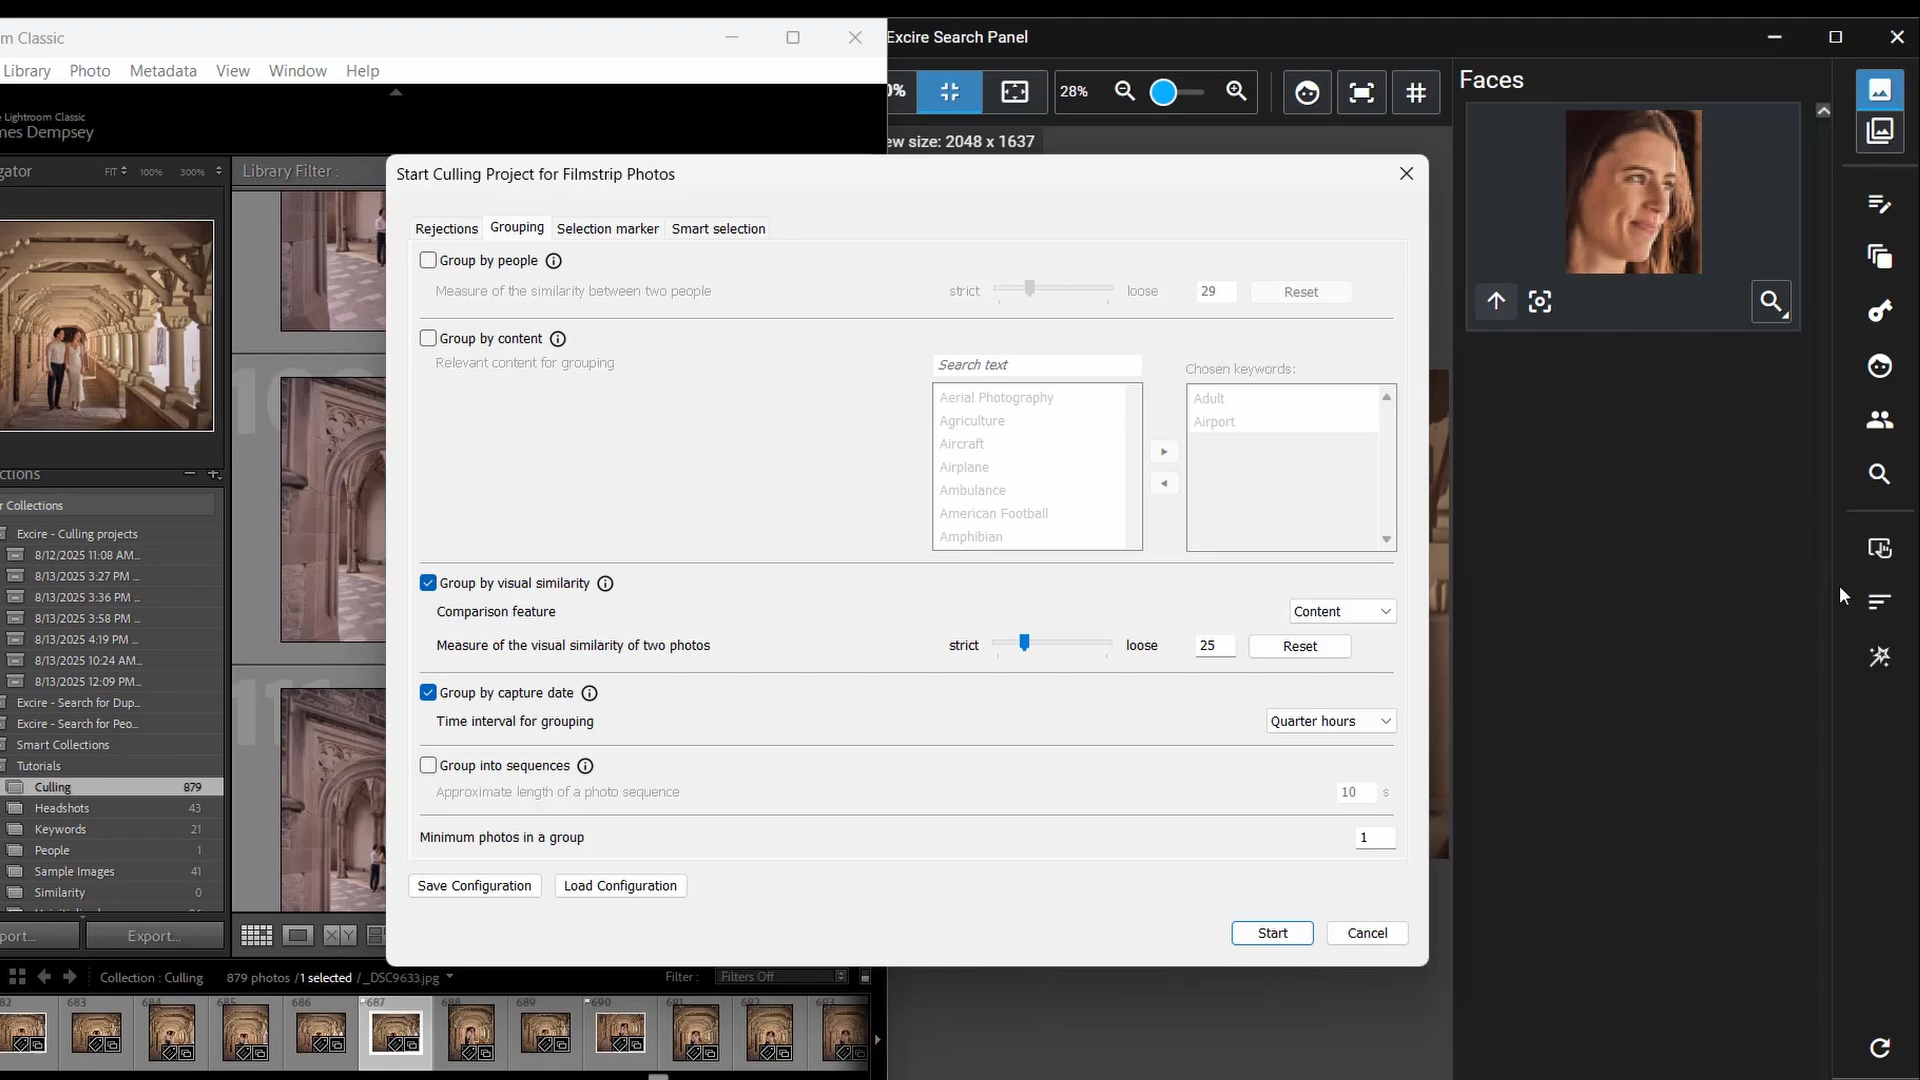 m Classic
Library Photo Metadata View Window Help
Lightroom Classic
mes Dempsey
gator FIT 100% 300%
Library Filter :
ctions
r Collections
Excire - Culling projects
8/12/2025 11:08 AM...
8/13/2025 3:27 PM ...
8/13/2025 3:36 PM ...
8/13/2025 3:58 PM ...
8/13/2025 4:19 PM ...
8/13/2025 10:24 AM...
8/13/2025 12:09 PM...
Excire - Search for Dup...
Excire - Search for Peo...
Smart Collections
Tutorials
Culling 879
Headshots 43
Keywords 21
People 1
Sample Images 41
Similarity 0
port... Export...
X Y
Collection : Culling 879 photos /1 selected /_DSC9633.jpg Filter : Filters Off
82 683 684 685 686 687 688 689 690 691 692 693
Excire Search Panel
0% 28%
ew size: 2048 x 1637
Faces
Start Culling Project for Filmstrip Photos
Rejections Grouping Selection marker Smart selection
Group by people
Measure of the similarity between two people strict loose 29 Reset
Group by content
Relevant content for grouping
Search text
Aerial Photography
Agriculture
Aircraft
Airplane
Ambulance
American Football
Amphibian
Chosen keywords:
Adult
Airport
Group by visual similarity
Comparison feature Content
Measure of the visual similarity of two photos strict loose 25 Reset
Group by capture date
Time interval for grouping Quarter hours
Group into sequences
Approximate length of a photo sequence 10 s
Minimum photos in a group 1
Save Configuration Load Configuration
Start Cancel